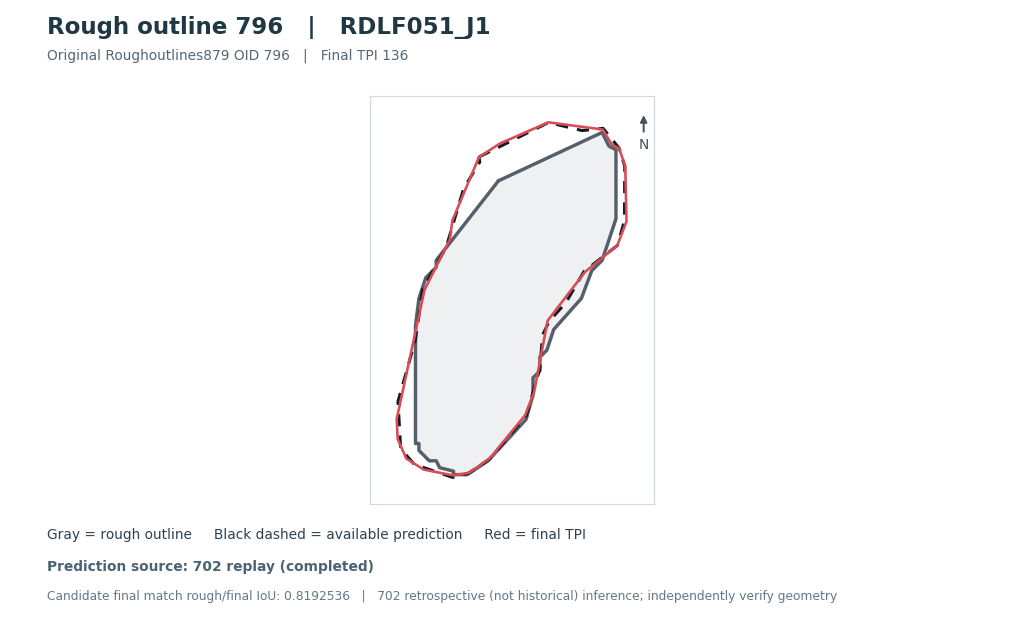 Rough outline 796   |   RDLF051_J1
Original Roughoutlines879 OID 796   |   Final TPI 136
N
Gray = rough outline     Black dashed = available prediction     Red = final TPI
Prediction source: 702 replay (completed)
Candidate final match rough/final IoU: 0.8192536   |   702 retrospective (not historical) inference; independently verify geometry